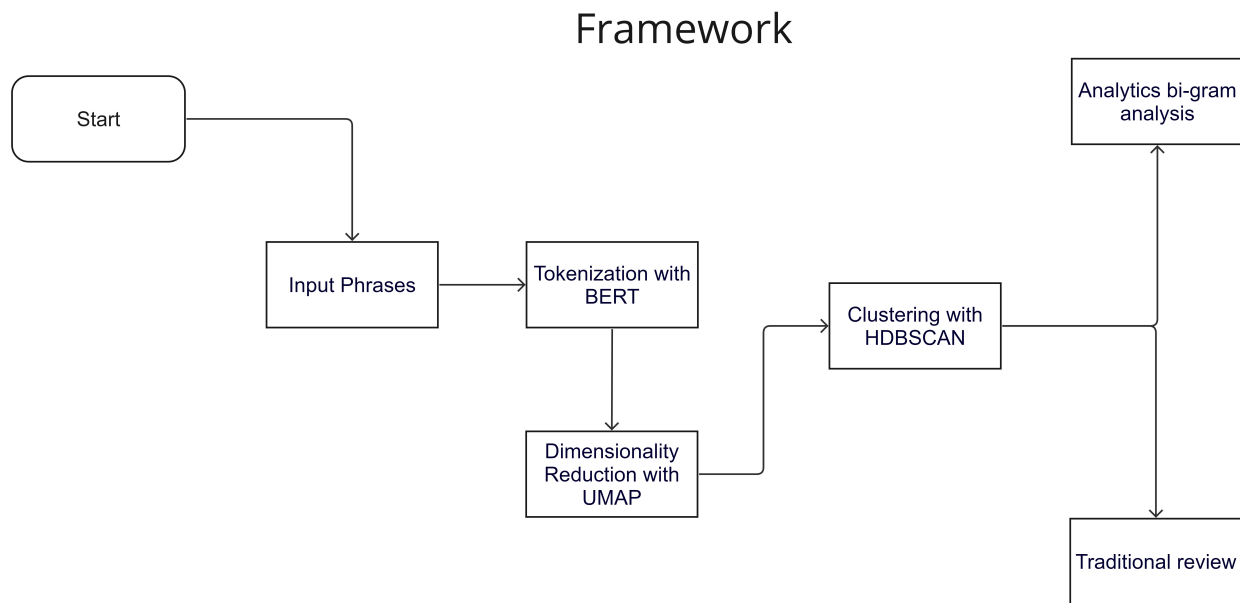 Framework
Start
Input Phrases
Tokenization with
BERT
Dimensionality
Reduction with
UMAP
Clustering with
HDBSCAN
Analytics bi-gram
analysis
Traditional review